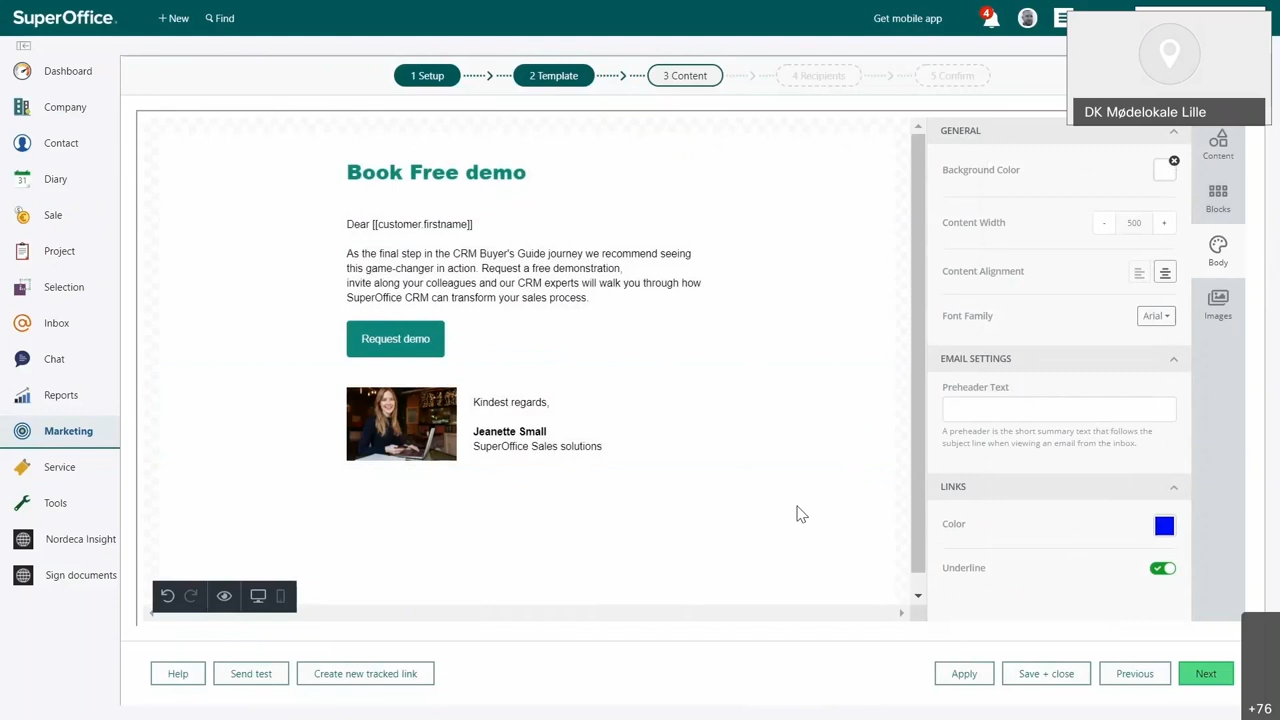 SuperOffice.
+ New
Find
Get mobile app
4
DK Mødelokale Lille
Dashboard
Company
Contact
31
Diary
Sale
Project
Selection
Inbox
Chat
Reports
Marketing
Service
Tools
Nordeca Insight
Sign documents
1 Setup
2 Template
3 Content
4 Recipients
5 Confirm
Book Free demo
Dear [[customer.firstname]]
As the final step in the CRM Buyer's Guide journey we recommend seeing
this game-changer in action. Request a free demonstration,
invite along your colleagues and our CRM experts will walk you through how
SuperOffice CRM can transform your sales process.
Request demo
Kindest regards,
Jeanette Small
SuperOffice Sales solutions
GENERAL
Background Color
Content Width
- 500 +
Content Alignment
Font Family
Arial
EMAIL SETTINGS
Preheader Text
A preheader is the short summary text that follows the
subject line when viewing an email from the inbox.
LINKS
Color
Underline
Content
Blocks
Body
Images
Help
Send test
Create new tracked link
Apply
Save + close
Previous
Next
+76